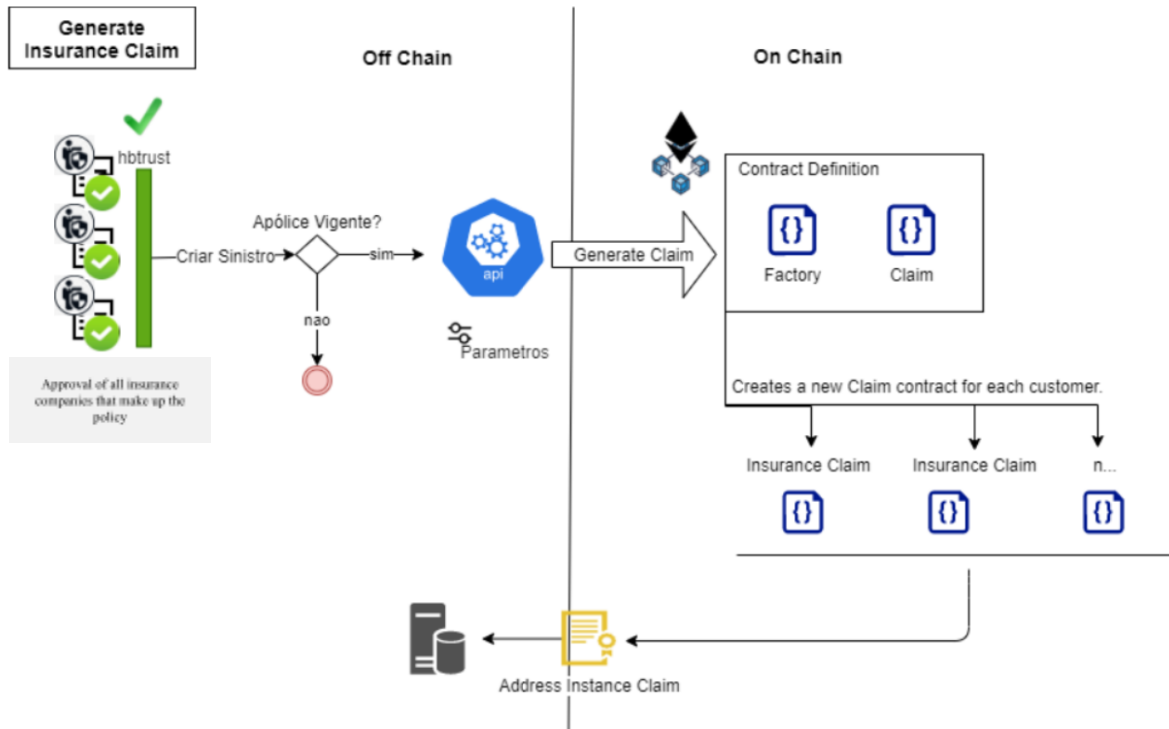 Generate
Insurance Claim
Off Chain
On Chain
hbtrust
Contract Definition
Apólice Vigente?
Criar Sinistro
sim
api
Generate Claim
Factory
Claim
nao
Parametros
Approval of all insurance
companies that make up the
policy
Creates a new Claim contract for each customer.
Insurance Claim
Insurance Claim
n...
Address Instance Claim